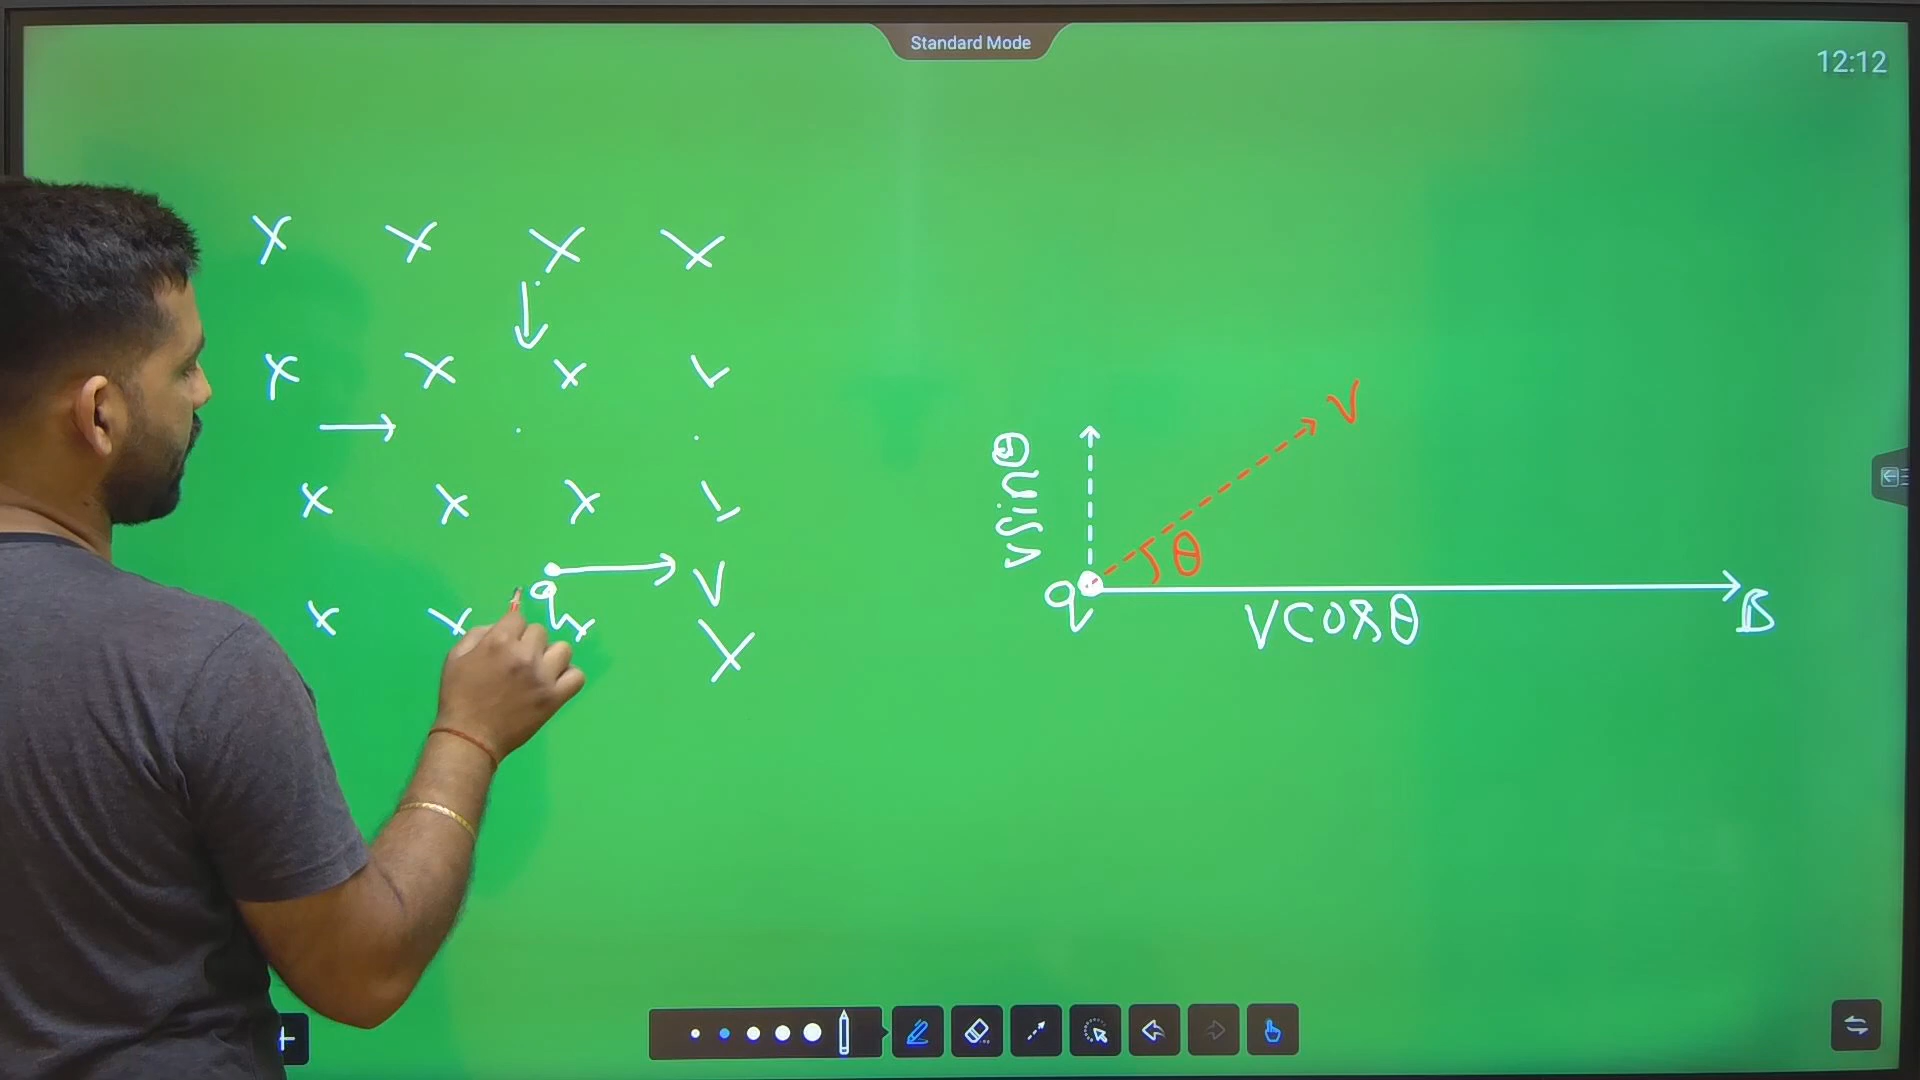 Standard Mode
12:12
X X X X
X X X
X X X
q V
X X X
V
vsinθ
θ
q
VCOSθ
B